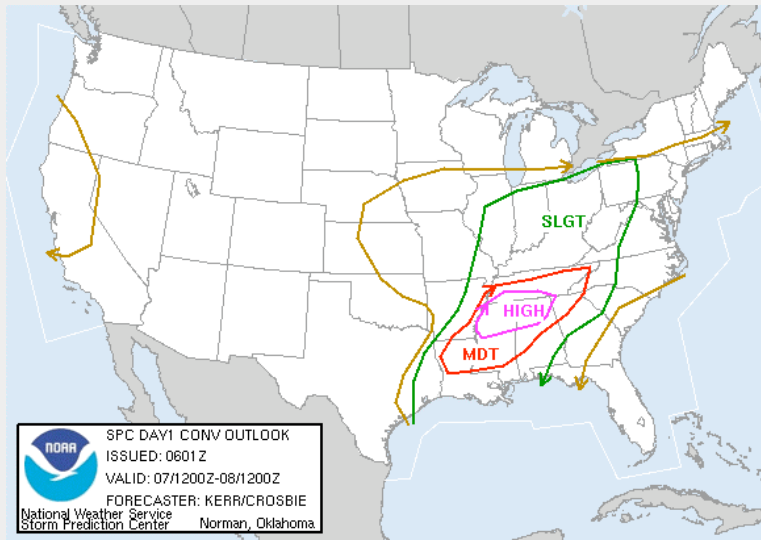 SLGT
HIGH
MDT
NOAA
SPC DAY1 CONV OUTLOOK
ISSUED: 0601Z
VALID: 07/1200Z-08/1200Z
FORECASTER: KERR/CROSBIE
National Weather Service
Storm Prediction Center Norman, Oklahoma